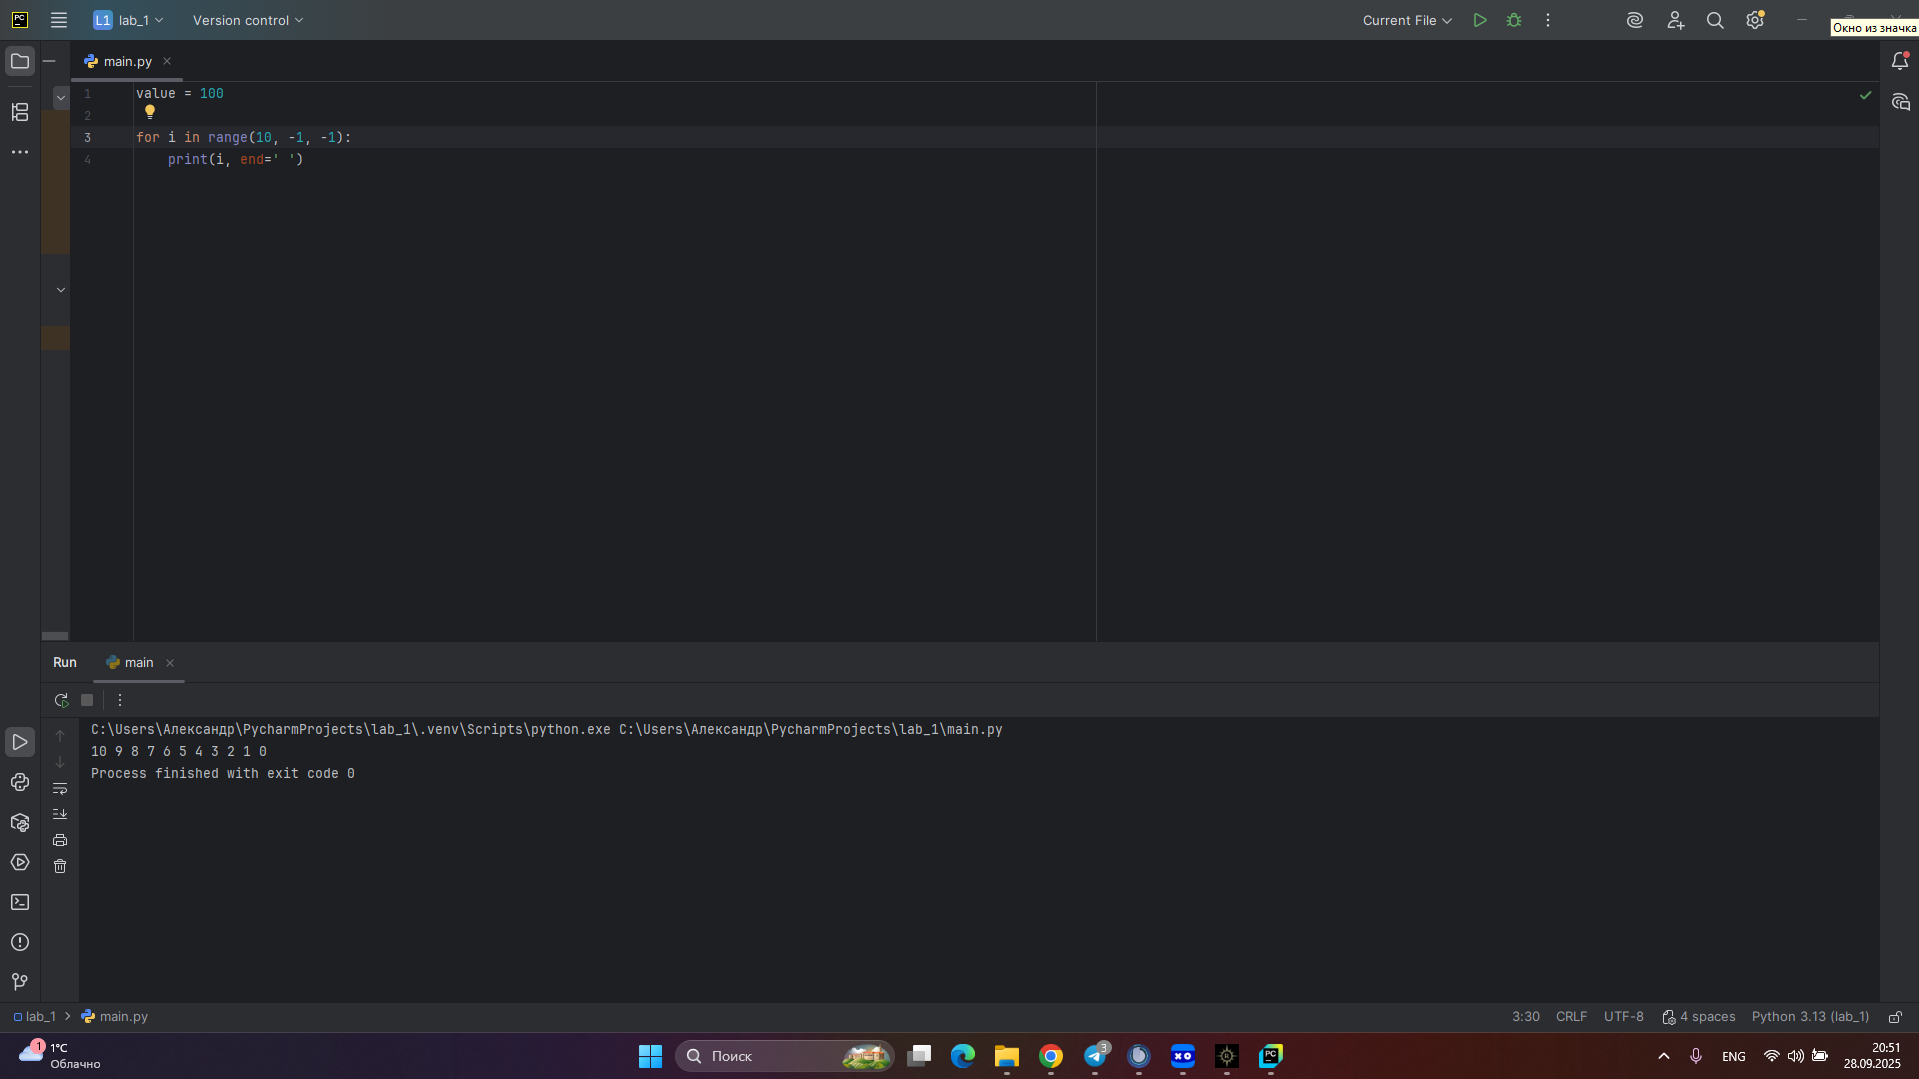 PC
L1 lab_1
Version control
Current File
Окно из значка
main.py
1 value = 100
2
3 for i in range(10, -1, -1):
4 print(i, end=' ')
Run
main
C:\Users\Александр\PycharmProjects\lab_1\.venv\Scripts\python.exe C:\Users\Александр\PycharmProjects\lab_1\main.py
10 9 8 7 6 5 4 3 2 1 0
Process finished with exit code 0
lab_1 > main.py
3:30 CRLF UTF-8 4 spaces Python 3.13 (lab_1)
1
1°C
Облачно
Поиск
3
XO
R
PC
ENG
20:51
28.09.2025